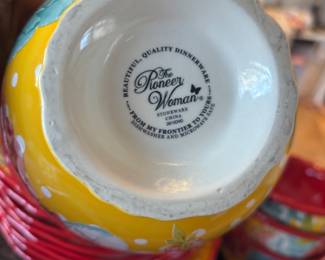 BEAUTIFUL, QUALITY DINNERWARE
The
Pioneer
Woman
STONEWARE
CHINA
FROM MY FRONTIER TO YOURS
DISHWASHER AND MICROWAVE SAFE